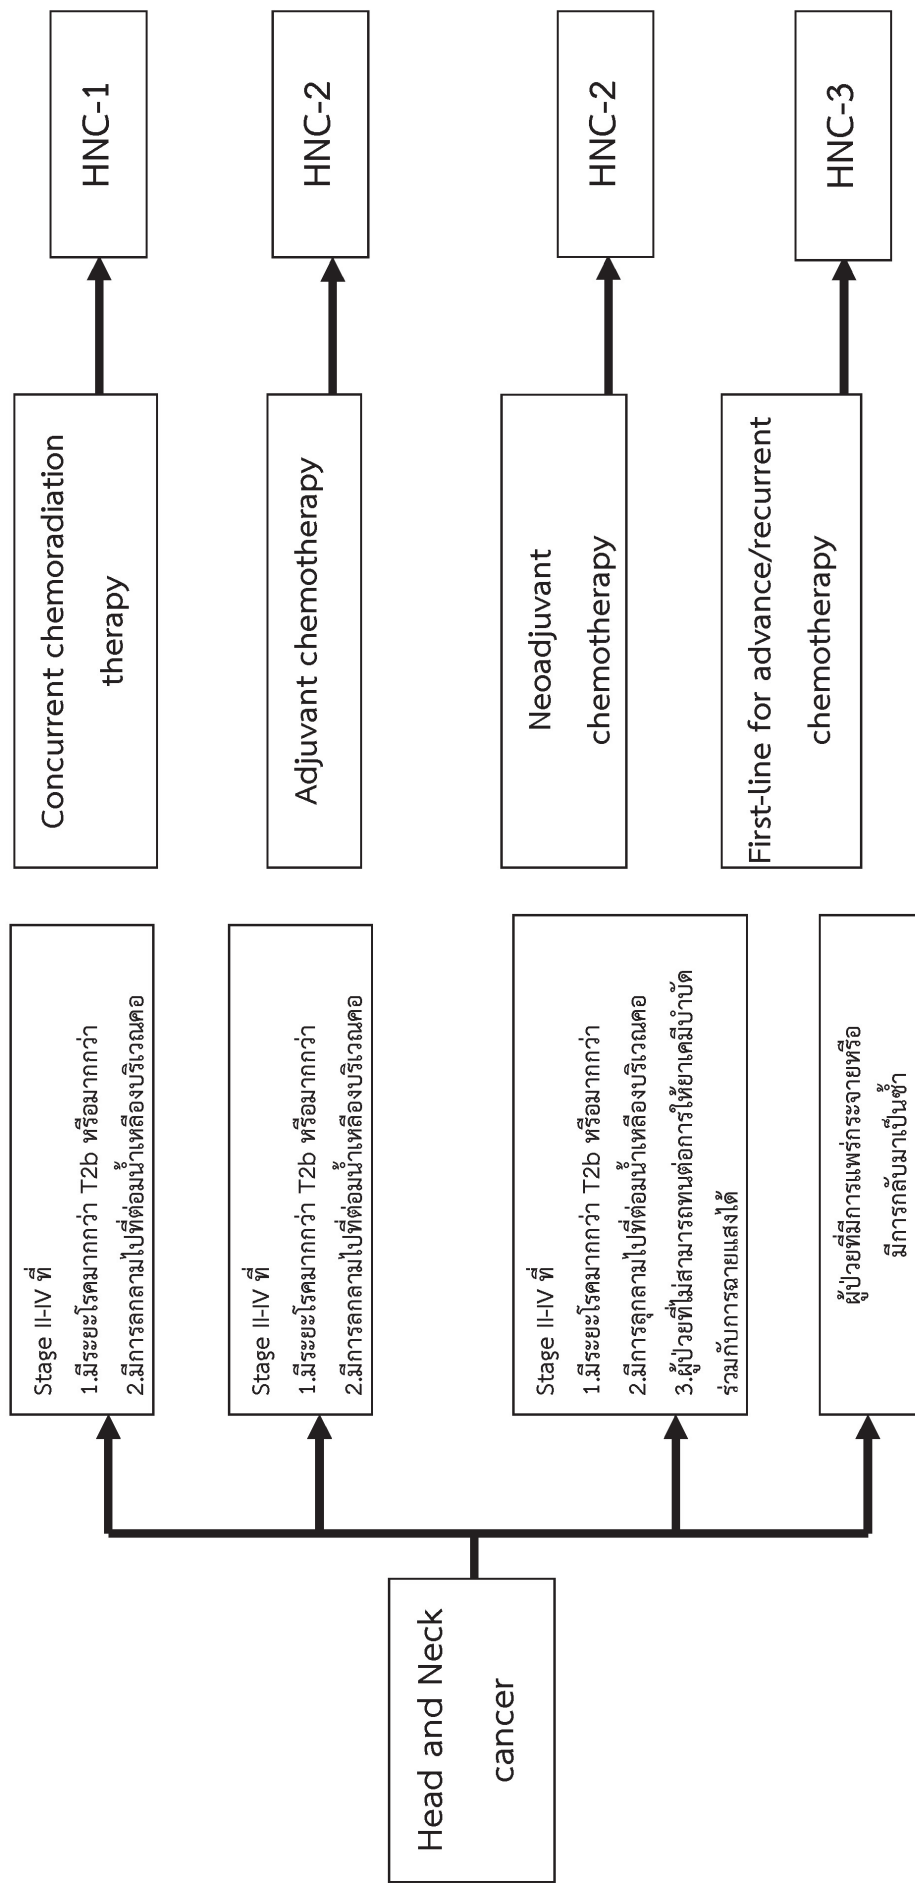 Head and Neck
cancer
Stage II-IV ที่
1.มีระยะโรคมากกว่า T2b หรือมากกว่า
2.มีการลกลามไปที่ต่อมน้ำเหลืองบริเวณคอ
Concurrent chemoradiation
therapy
HNC-1
Stage II-IV ที่
1.มีระยะโรคมากกว่า T2b หรือมากกว่า
2.มีการลกลามไปที่ต่อมน้ำเหลืองบริเวณคอ
Adjuvant chemotherapy
HNC-2
Stage II-IV ที่
1.มีระยะโรคมากกว่า T2b หรือมากกว่า
2.มีการลุกลามไปที่ต่อมน้ำเหลืองบริเวณคอ
3.ผู้ป่วยที่ไม่สามารถทนต่อการให้ยาเคมีบำบัด
ร่วมกับการฉายแสงได้
Neoadjuvant
chemotherapy
HNC-2
ผู้ป่วยที่มีการแพร่กระจายหรือ
มีการกลับมาเป็นซ้ำ
First-line for advance/recurrent
chemotherapy
HNC-3